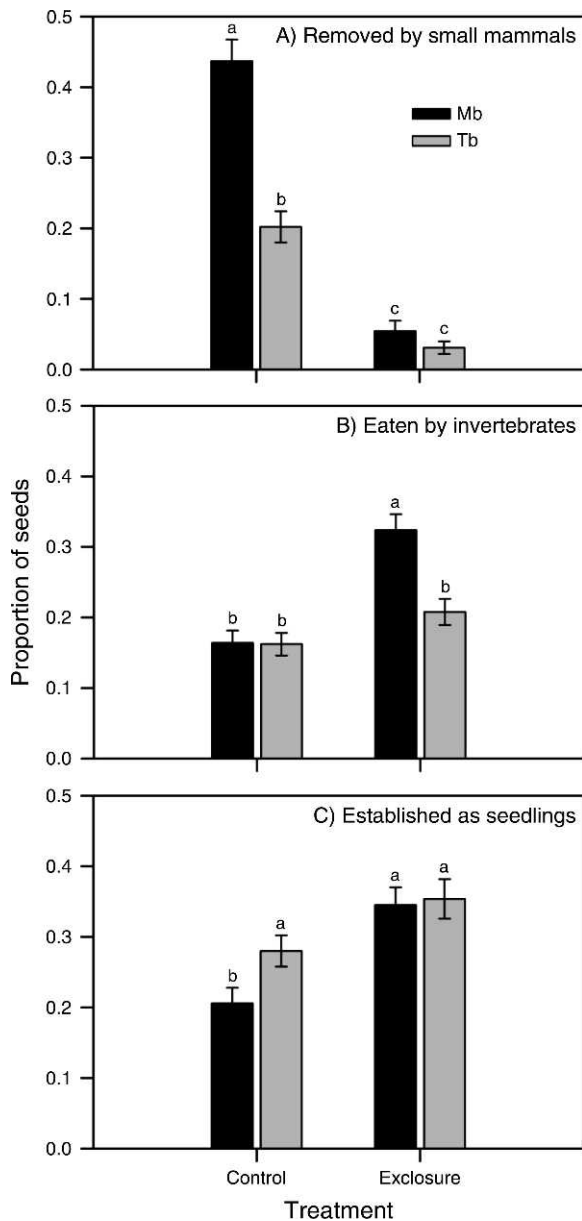 A) Removed by small mammals
0.5
0.4
0.3
0.2
0.1
0.0
a
b
c
c
Mb
Tb
B) Eaten by invertebrates
0.5
0.4
0.3
0.2
0.1
0.0
b
b
a
b
Proportion of seeds
C) Established as seedlings
0.5
0.4
0.3
0.2
0.1
0.0
b
a
a
a
Control
Exclosure
Treatment